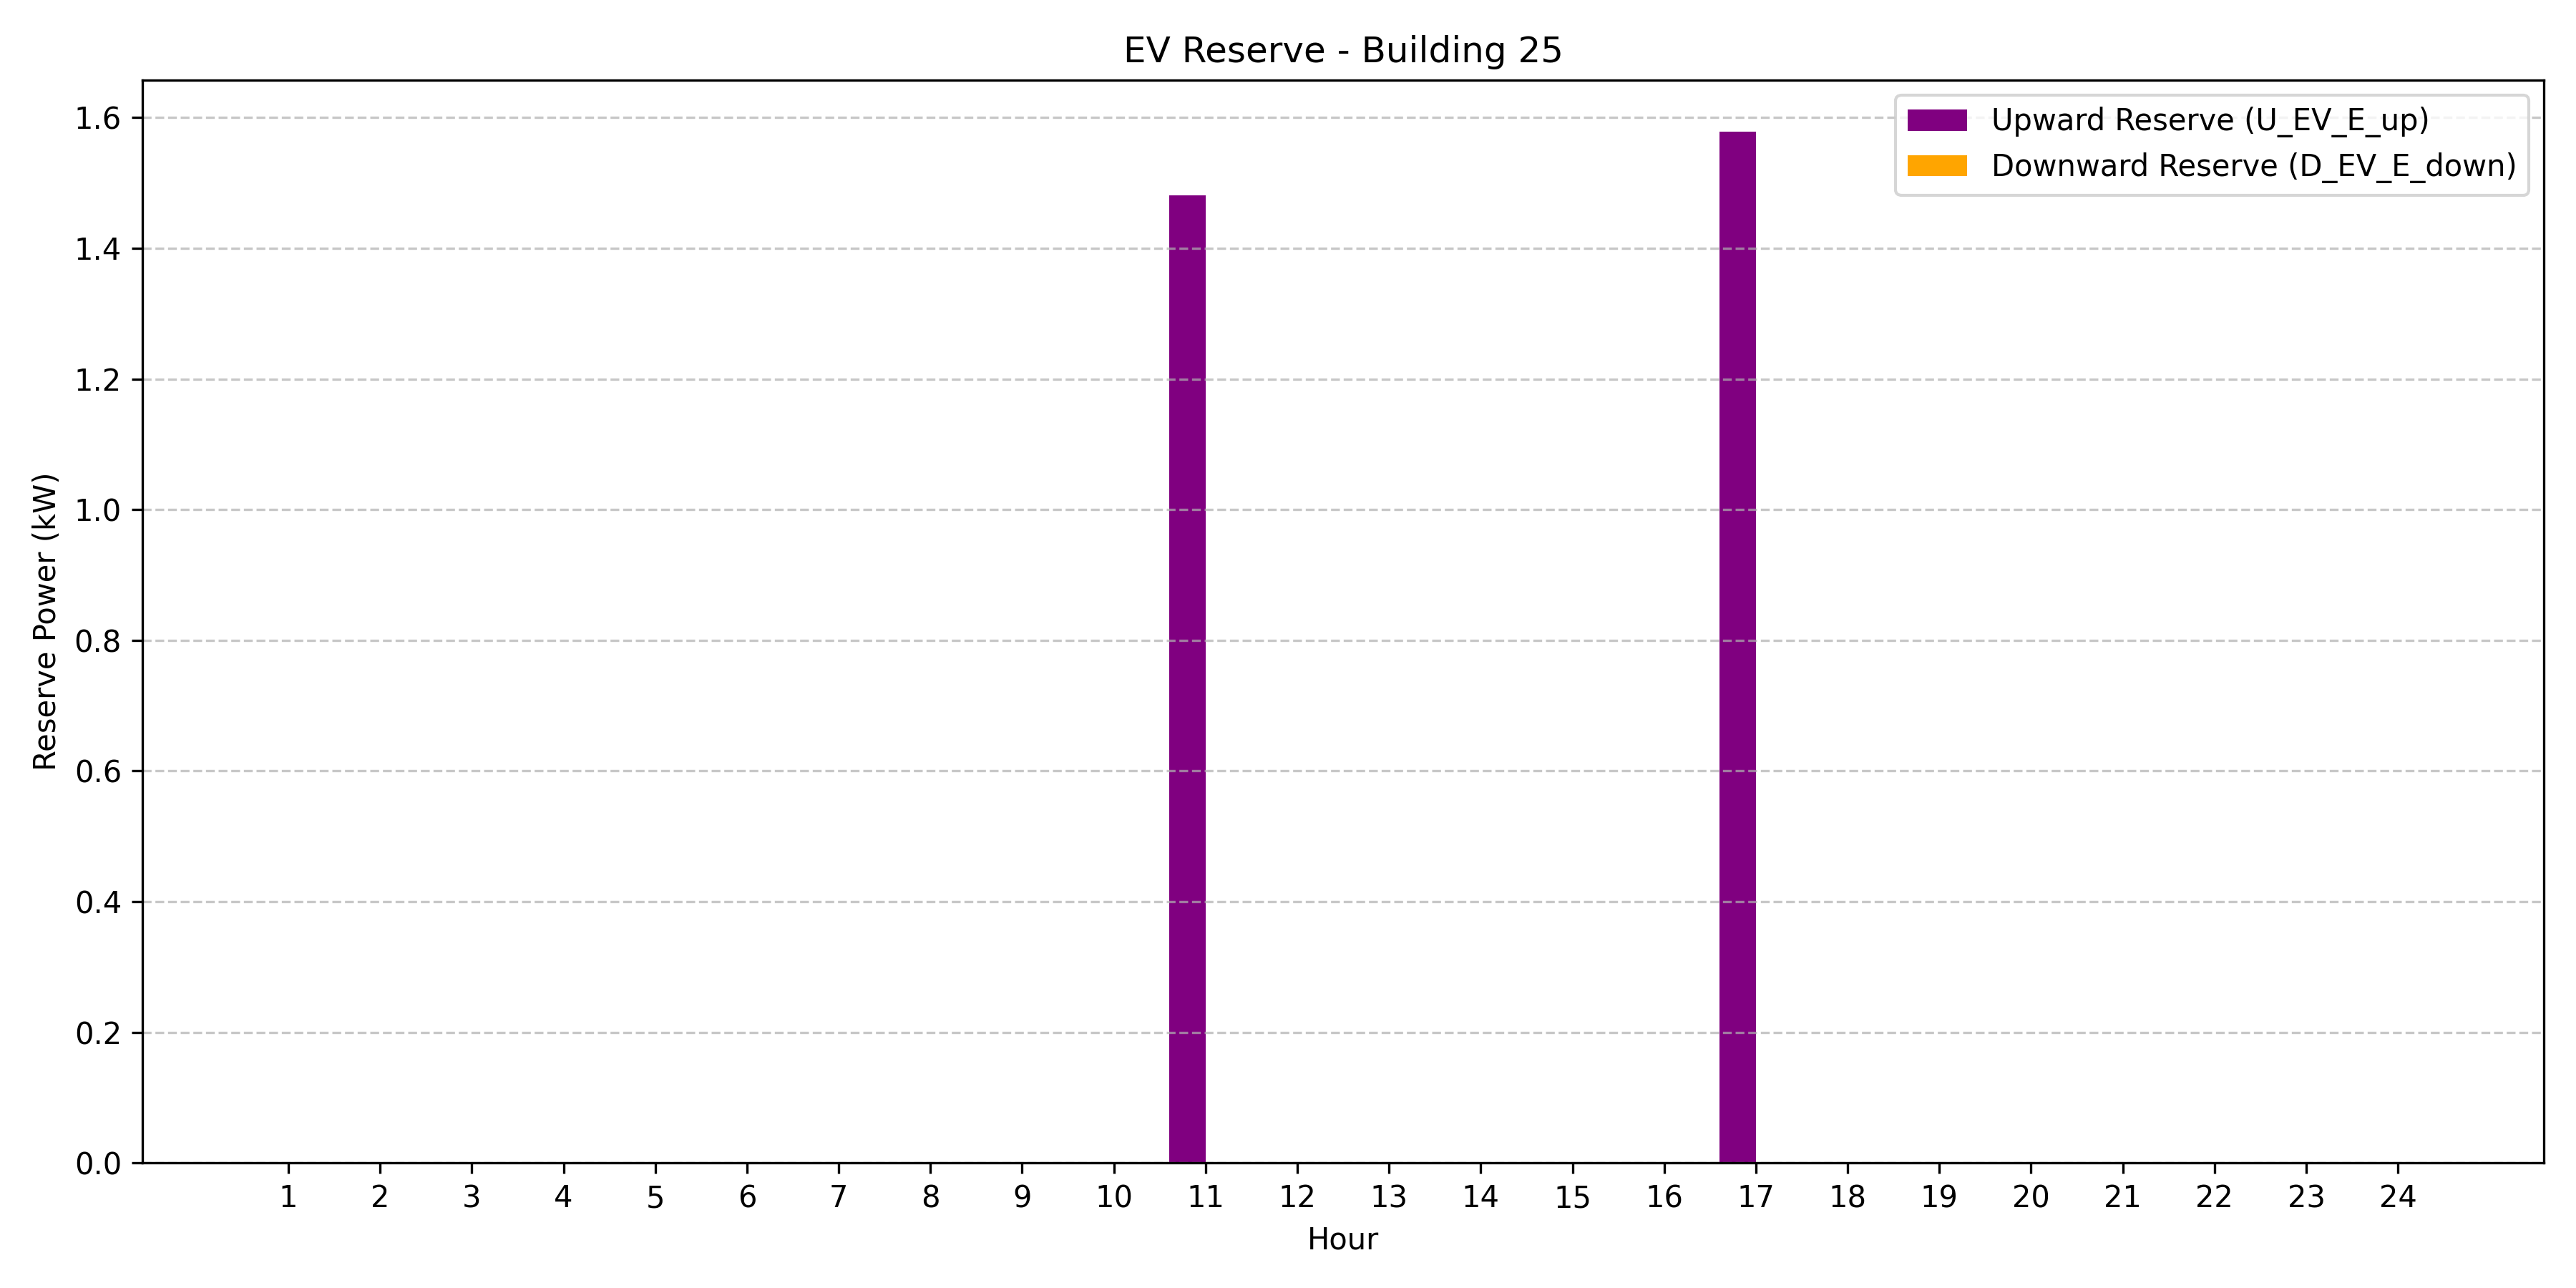 EV Reserve - Building 25
Upward Reserve (U_EV_E_up)
Downward Reserve (D_EV_E_down)
Reserve Power (kW)
1.6
1.4
1.2
1.0
0.8
0.6
0.4
0.2
0.0
1 2 3 4 5 6 7 8 9 10 11 12 13 14 15 16 17 18 19 20 21 22 23 24
Hour